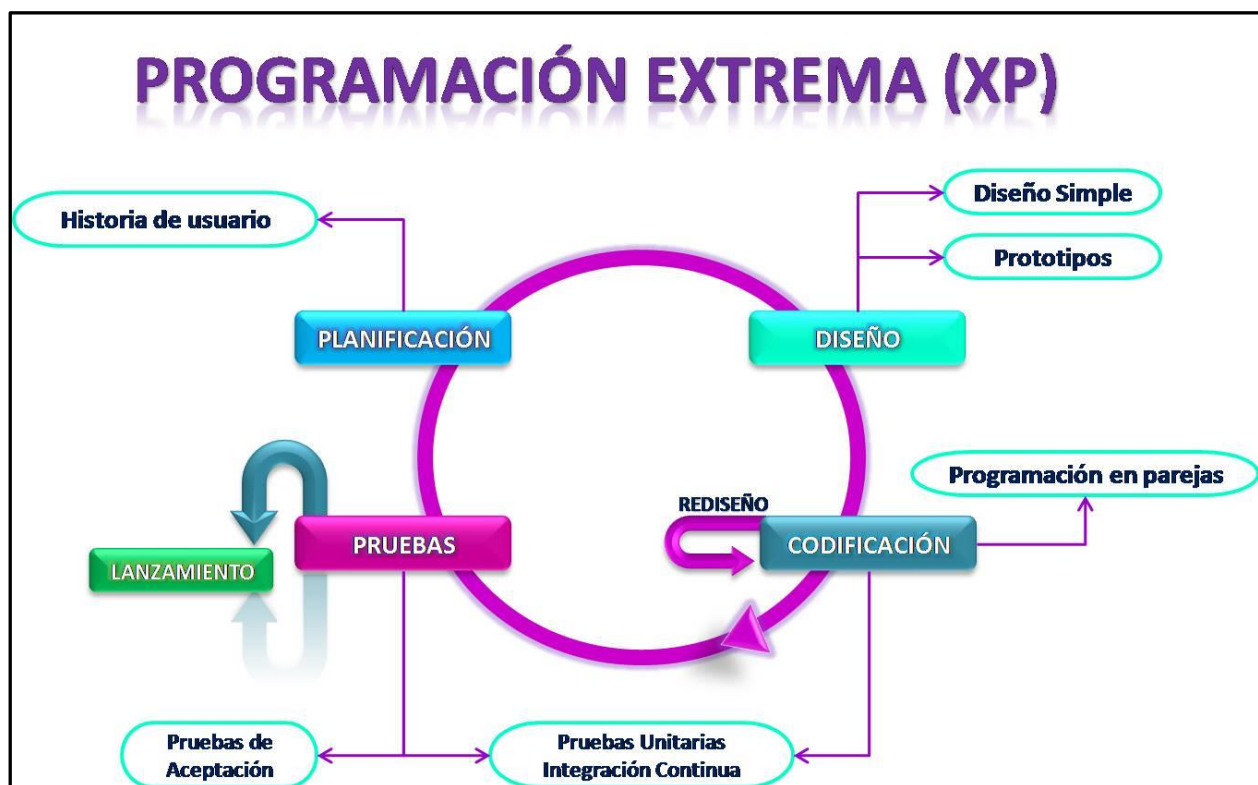 PROGRAMACIÓN EXTREMA (XP)
Historia de usuario
Diseño Simple
Prototipos
PLANIFICACIÓN
DISEÑO
Programación en parejas
REDISEÑO
PRUEBAS
CODIFICACIÓN
LANZAMIENTO
Pruebas de
Aceptación
Pruebas Unitarias
Integración Continua